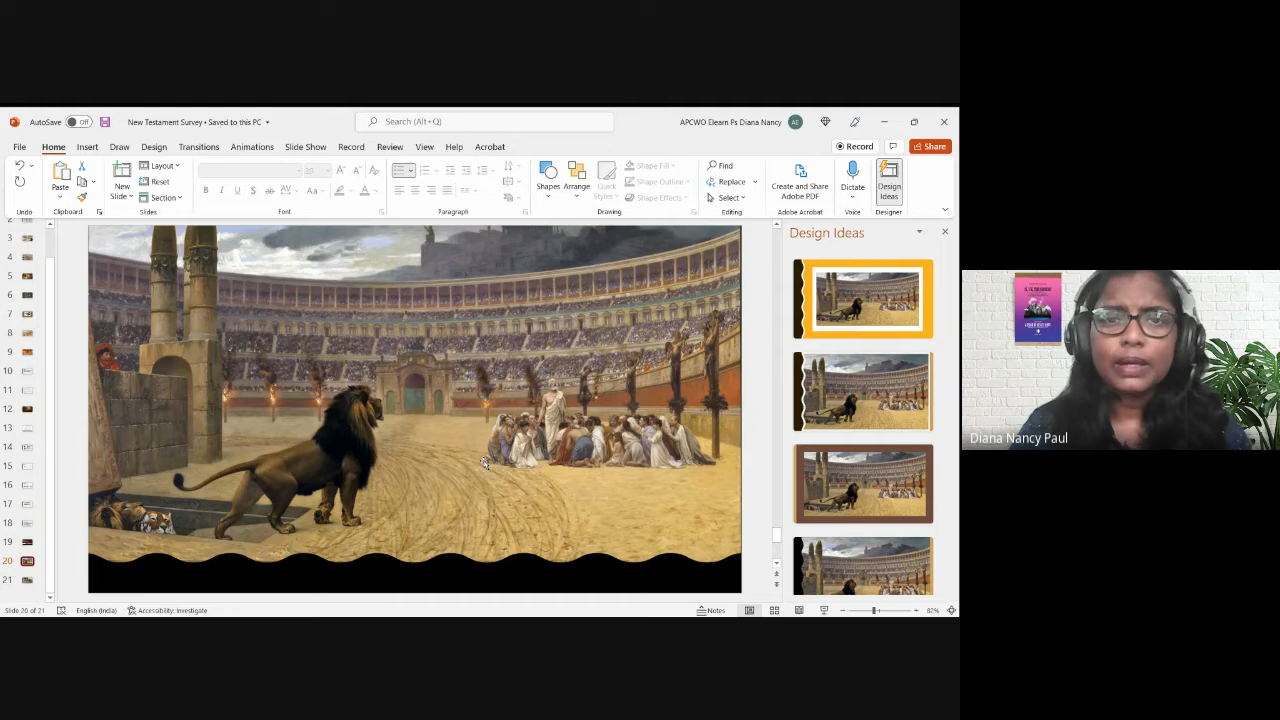 AutoSave Off New Testament Survey • Saved to this PC Search (Alt+Q) APCWO Elearn Ps Diana Nancy AE
File Home Insert Draw Design Transitions Animations Slide Show Record Review View Help Acrobat Record Share
Undo
Paste
Clipboard
New
Slide
Layout
Reset
Section
Slides
20
B I U S ab AV Aa A
Font
Paragraph
Shapes
Arrange
Quick
Styles
Shape Fill
Shape Outline
Shape Effects
Drawing
Find
Replace
Select
Editing
Create and Share
Adobe PDF
Adobe Acrobat
Dictate
Voice
Design
Ideas
Designer
2
3
4
5
6
7
8
9
10
11
12
13
14
15
16
17
18
19
20
21
Design Ideas
Diana Nancy Paul
Slide 20 of 21 English (India) Accessibility: Investigate Notes 82%